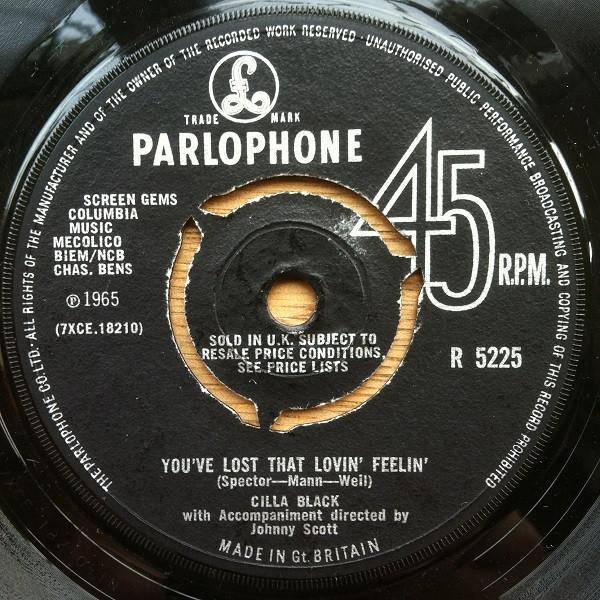 THE PARLOPHONE CO. LTD. · ALL RIGHTS OF THE MANUFACTURER AND OF THE OWNER OF THE RECORDED WORK RESERVED · UNAUTHORISED PUBLIC PERFORMANCE BROADCASTING AND COPYING OF THIS RECORD PROHIBITED
£
TRADE MARK
PARLOPHONE
45
R.P.M.
SCREEN GEMS
COLUMBIA
MUSIC
MECOLICO
BIEM/NCB
CHAS. BENS
Ⓟ 1965
(7XCE.18210)
SOLD IN U.K. SUBJECT TO
RESALE PRICE CONDITIONS,
SEE PRICE LISTS
R 5225
YOU'VE LOST THAT LOVIN' FEELIN'
(Spector—Mann—Weil)
CILLA BLACK
with Accompaniment directed by
Johnny Scott
MADE IN Gt. BRITAIN